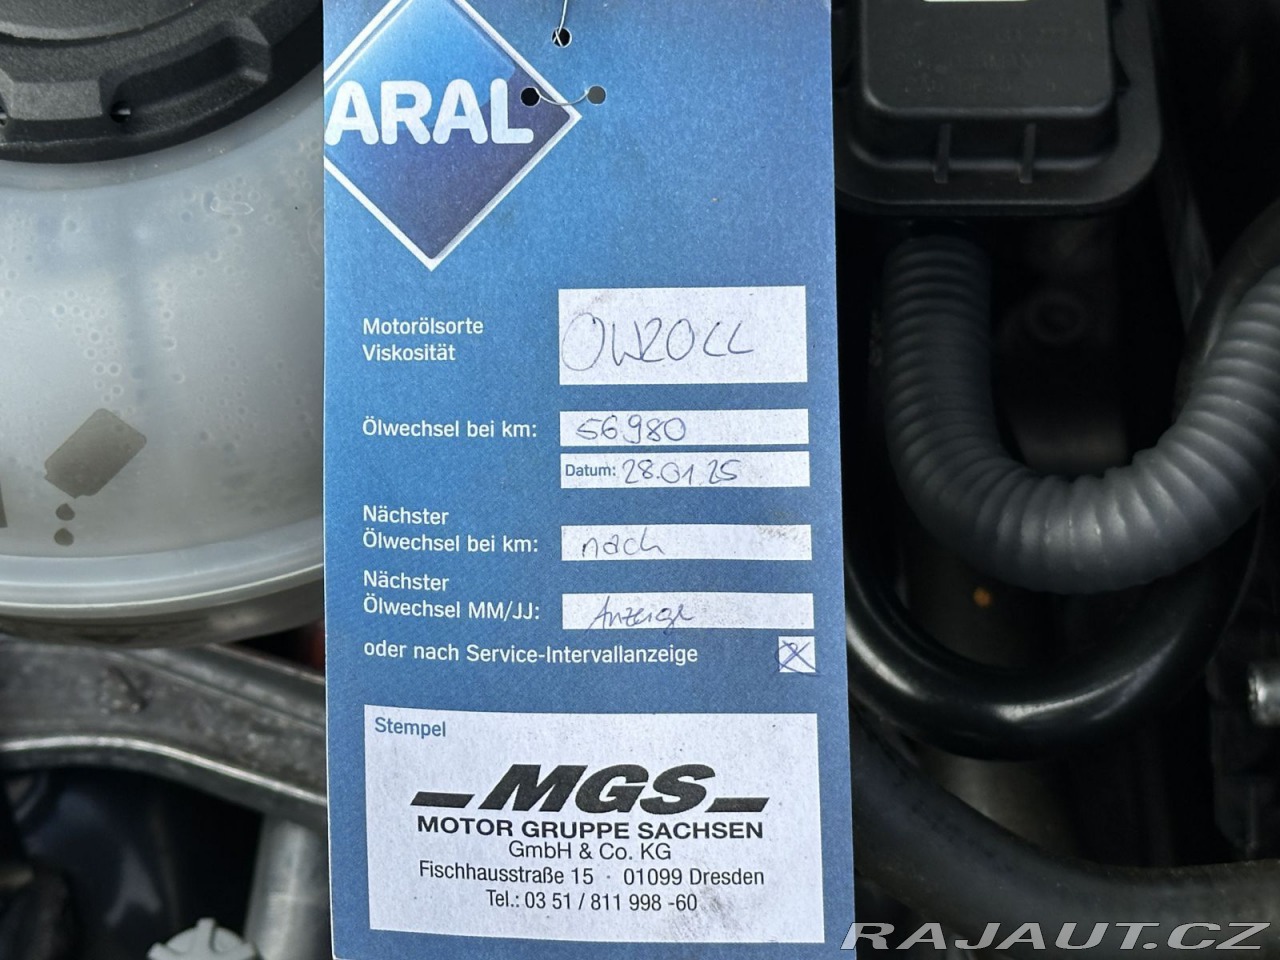 ARAL
Motorölsorte
Viskosität
0W20 LL
Ölwechsel bei km:
56980
Datum: 28.01.25
Nächster
Ölwechsel bei km:
nach
Nächster
Ölwechsel MM/JJ:
Anzeige
oder nach Service-Intervallanzeige
Stempel
MGS
MOTOR GRUPPE SACHSEN
GmbH & Co. KG
Fischhausstraße 15 · 01099 Dresden
Tel.: 03 51 / 811 998 -60
RAJAUT.CZ